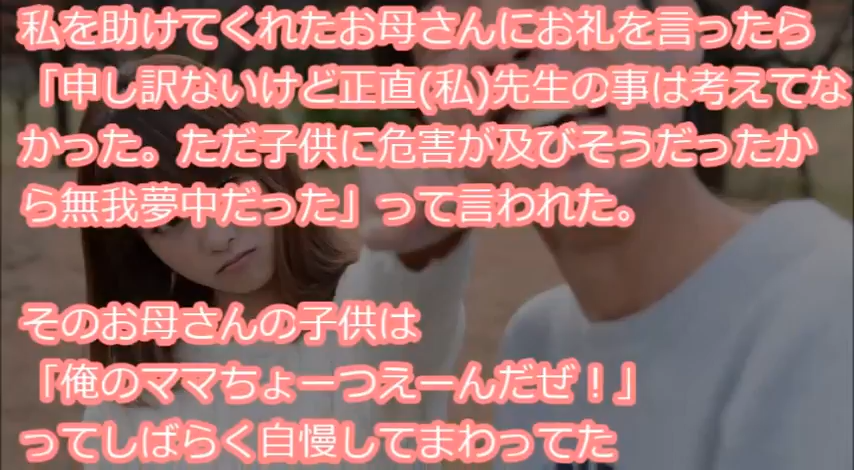 私を助けてくれたお母さんにお礼を言ったら
「申し訳ないけど正直(私)先生の事は考えてな
かった。ただ子供に危害が及びそうだったか
ら無我夢中だった」って言われた。
そのお母さんの子供は
「俺のママちょーつえーんだぜ！」
ってしばらく自慢してまわってた